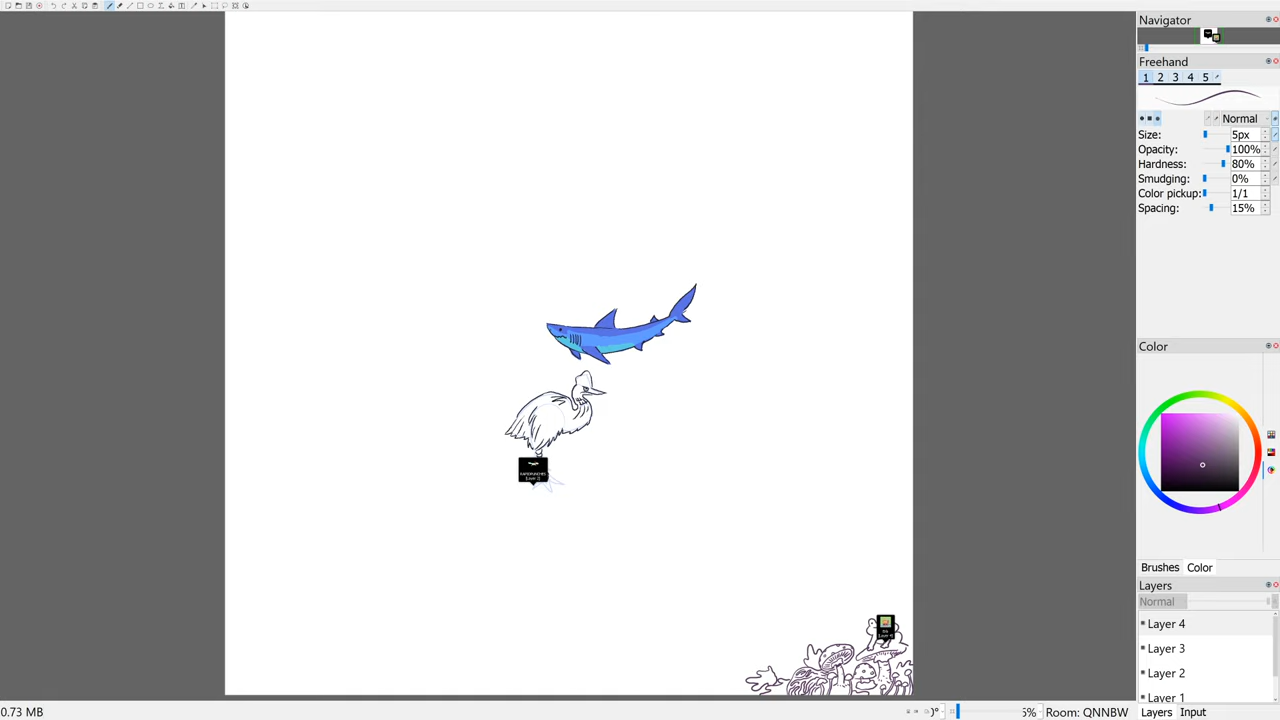 Navigator
Freehand
1 2 3 4 5
Normal
Size: 5px
Opacity: 100%
Hardness: 80%
Smudging: 0%
Color pickup: 1/1
Spacing: 15%
Color
Brushes Color
Layers
Normal
Layer 4
Layer 3
Layer 2
Layer 1
Layers Input
0.73 MB
Room: QNNBW